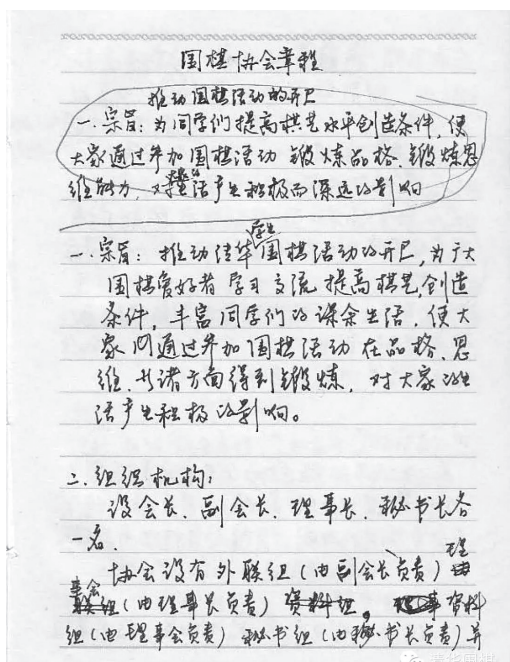 围棋协会章程
推动围棋活动的开展
一.宗旨:为同学们提高棋艺水平创造条件,使
大家通过参加围棋活动锻炼品格、锻炼思
维能力,对生活产生积极而深远的影响
学生
一.宗旨:推动清华围棋活动的开展,为广大
围棋爱好者学习交流提高棋艺,创造
条件,丰富同学们的课余生活,使大
家们通过参加围棋活动在品格、思
维、等诸方面得到锻炼,对大家的生
活产生积极的影响。
二.组织机构:
设会长、副会长、理事长、秘书长各
一名.
协会设有外联组(由副会长负责)理
事会(由理事长负责)资料
组(由理事会负责)秘书组(由秘书长负责)并
清华围棋